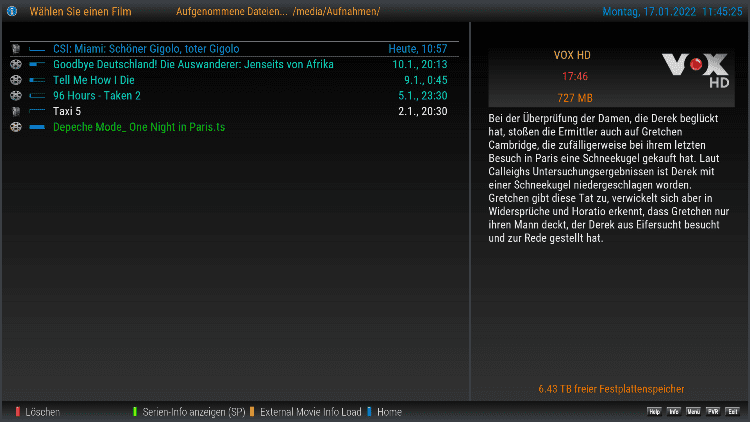 Wählen Sie einen Film Aufgenommene Dateien... /media/Aufnahmen/ Montag, 17.01.2022 11:45:25
CSI: Miami: Schöner Gigolo, toter Gigolo Heute, 10:57
Goodbye Deutschland! Die Auswanderer: Jenseits von Afrika 10.1., 20:13
Tell Me How I Die 9.1., 0:45
96 Hours - Taken 2 5.1., 23:30
Taxi 5 2.1., 20:30
Depeche Mode_ One Night in Paris.ts
VOX HD
17:46
727 MB
VOX
HD
Bei der Überprüfung der Damen, die Derek beglückt
hat, stoßen die Ermittler auch auf Gretchen
Cambridge, die zufälligerweise bei ihrem letzten
Besuch in Paris eine Schneekugel gekauft hat. Laut
Calleighs Untersuchungsergebnissen ist Derek mit
einer Schneekugel niedergeschlagen worden.
Gretchen gibt diese Tat zu, verwickelt sich aber in
Widersprüche und Horatio erkennt, dass Gretchen nur
ihren Mann deckt, der Derek aus Eifersucht besucht
und zur Rede gestellt hat.
6.43 TB freier Festplattenspeicher
Löschen Serien-Info anzeigen (SP) External Movie Info Load Home Help Info Menü PVR Exit